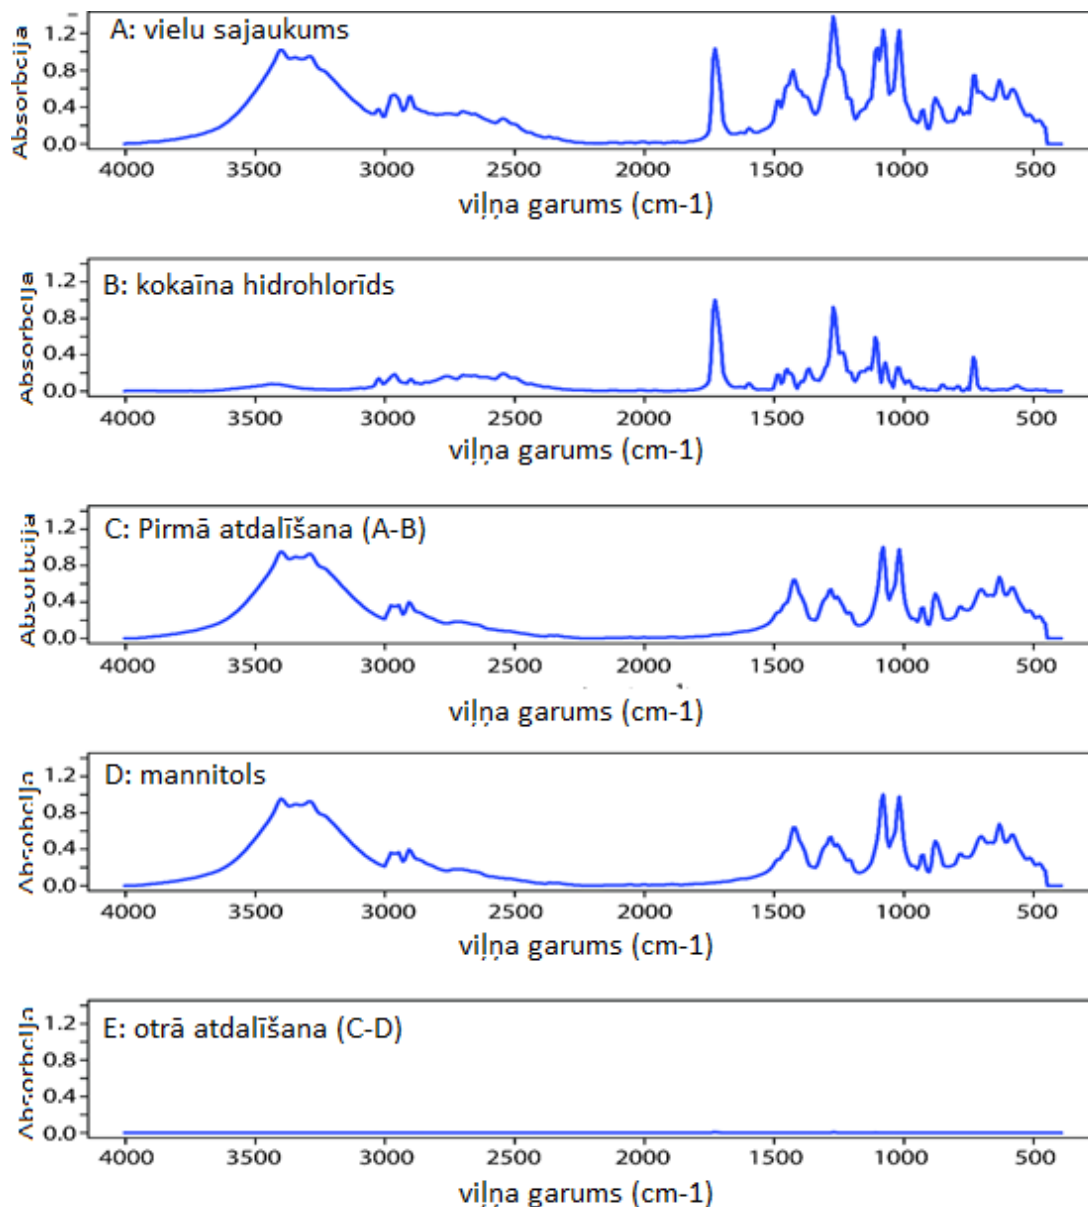 A: vielu sajaukums
Absorbcija
1.2
0.8
0.4
0.0
4000 3500 3000 2500 2000 1500 1000 500
viļņa garums (cm-1)
B: kokaīna hidrohlorīds
Absorbcija
1.2
0.8
0.4
0.0
4000 3500 3000 2500 2000 1500 1000 500
viļņa garums (cm-1)
C: Pirmā atdalīšana (A-B)
Absorbcija
1.2
0.8
0.4
0.0
4000 3500 3000 2500 2000 1500 1000 500
viļņa garums (cm-1)
D: mannitols
Absorbcija
1.2
0.8
0.4
0.0
4000 3500 3000 2500 2000 1500 1000 500
viļņa garums (cm-1)
E: otrā atdalīšana (C-D)
Absorbcija
1.2
0.8
0.4
0.0
4000 3500 3000 2500 2000 1500 1000 500
viļņa garums (cm-1)